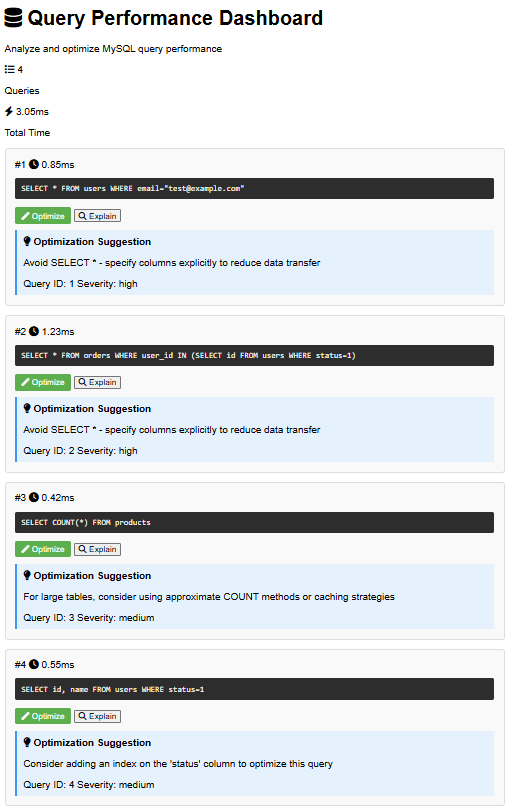 Query Performance Dashboard
Analyze and optimize MySQL query performance
4
Queries
3.05ms
Total Time
#1 0.85ms
SELECT * FROM users WHERE email="test@example.com"
Optimize Explain
Optimization Suggestion
Avoid SELECT * - specify columns explicitly to reduce data transfer
Query ID: 1 Severity: high
#2 1.23ms
SELECT * FROM orders WHERE user_id IN (SELECT id FROM users WHERE status=1)
Optimize Explain
Optimization Suggestion
Avoid SELECT * - specify columns explicitly to reduce data transfer
Query ID: 2 Severity: high
#3 0.42ms
SELECT COUNT(*) FROM products
Optimize Explain
Optimization Suggestion
For large tables, consider using approximate COUNT methods or caching strategies
Query ID: 3 Severity: medium
#4 0.55ms
SELECT id, name FROM users WHERE status=1
Optimize Explain
Optimization Suggestion
Consider adding an index on the 'status' column to optimize this query
Query ID: 4 Severity: medium